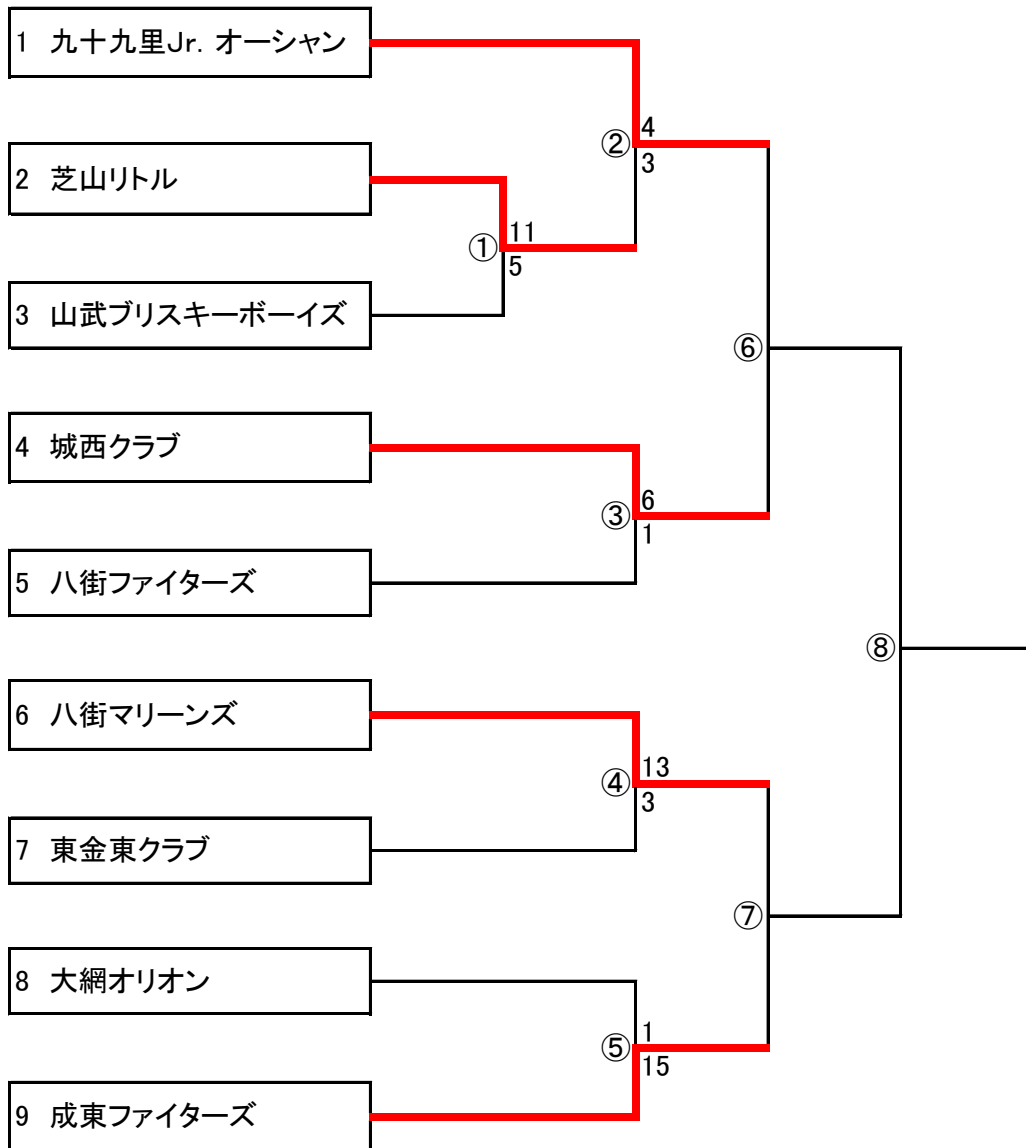 1 九十九里Jr. オーシャン
4
②
3
2 芝山リトル
11
①
5
3 山武ブリスキーボーイズ
⑥
4 城西クラブ
6
③
1
5 八街ファイターズ
⑧
6 八街マリーンズ
13
④
3
7 東金東クラブ
⑦
8 大網オリオン
1
⑤
15
9 成東ファイターズ